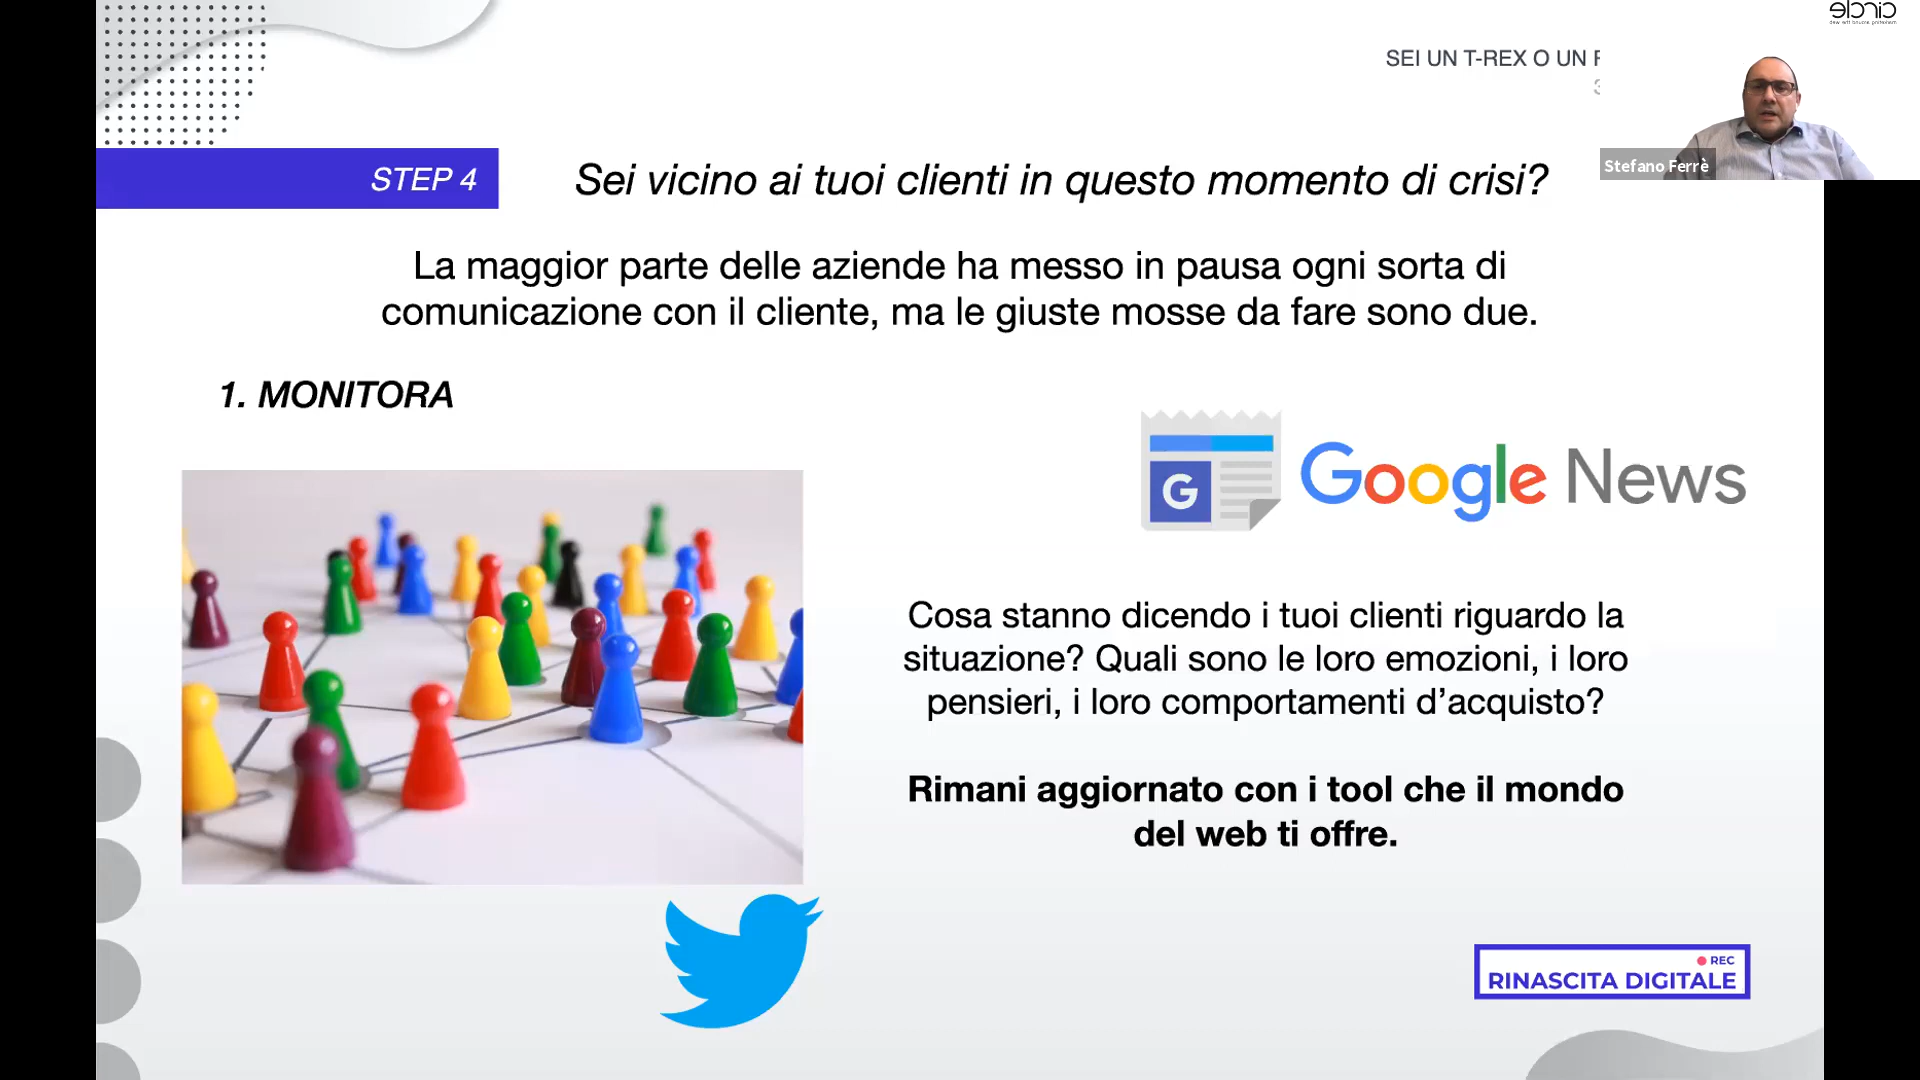 SEI UN T-REX O UN
Stefano Ferrè
STEP 4
Sei vicino ai tuoi clienti in questo momento di crisi?
La maggior parte delle aziende ha messo in pausa ogni sorta di
comunicazione con il cliente, ma le giuste mosse da fare sono due.
1. MONITORA
G
Google News
Cosa stanno dicendo i tuoi clienti riguardo la
situazione? Quali sono le loro emozioni, i loro
pensieri, i loro comportamenti d’acquisto?
Rimani aggiornato con i tool che il mondo
del web ti offre.
REC
RINASCITA DIGITALE